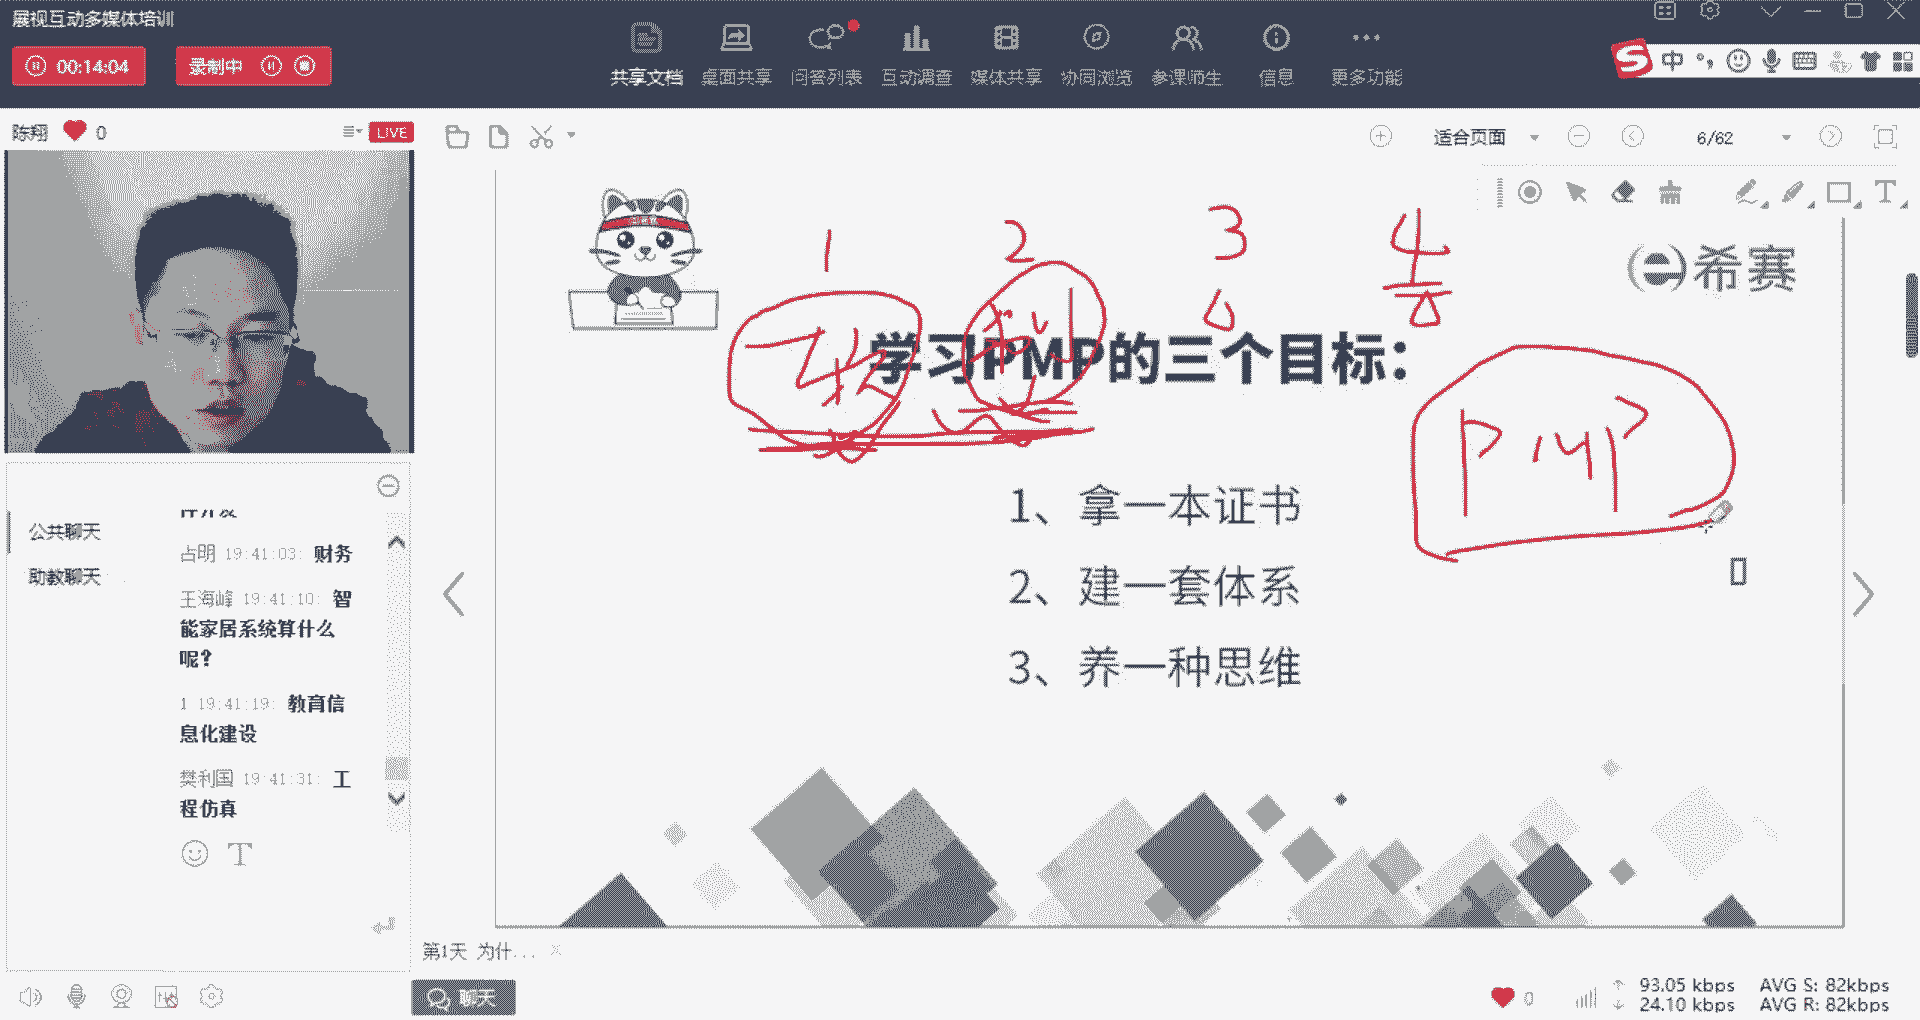 展视互动多媒体培训
00:14:04 录制中
共享文档 桌面共享 问答列表 互动调查 媒体共享 协同浏览 参课师生 信息 更多功能
中
陈翔 0 LIVE
适合页面 6/62
公共聊天
助教聊天
占明 19:41:03: 财务
王海峰 19:41:10: 智
能家居系统算什么
呢?
1 19:41:19: 教育信
息化建设
樊利国 19:41:31: 工
程仿真
T
1 2 3 4
希赛
学习PMP的三个目标：
PMP
1、拿一本证书
2、建一套体系
3、养一种思维
第1天 为什...
聊天
0
93.05 kbps AVG S: 82kbps
24.10 kbps AVG R: 82kbps